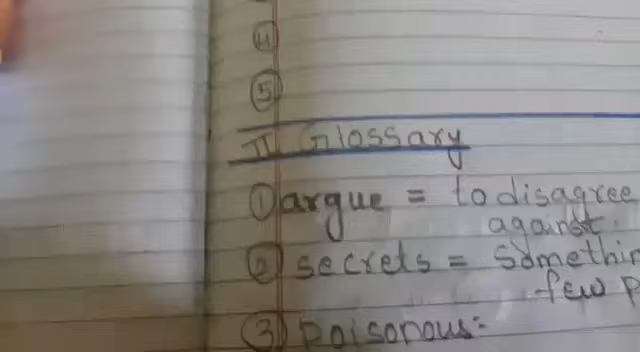 4
5
II Glossary
1 argue = to disagree
against.
2 secrets = somethin
few p
3 poisonous =